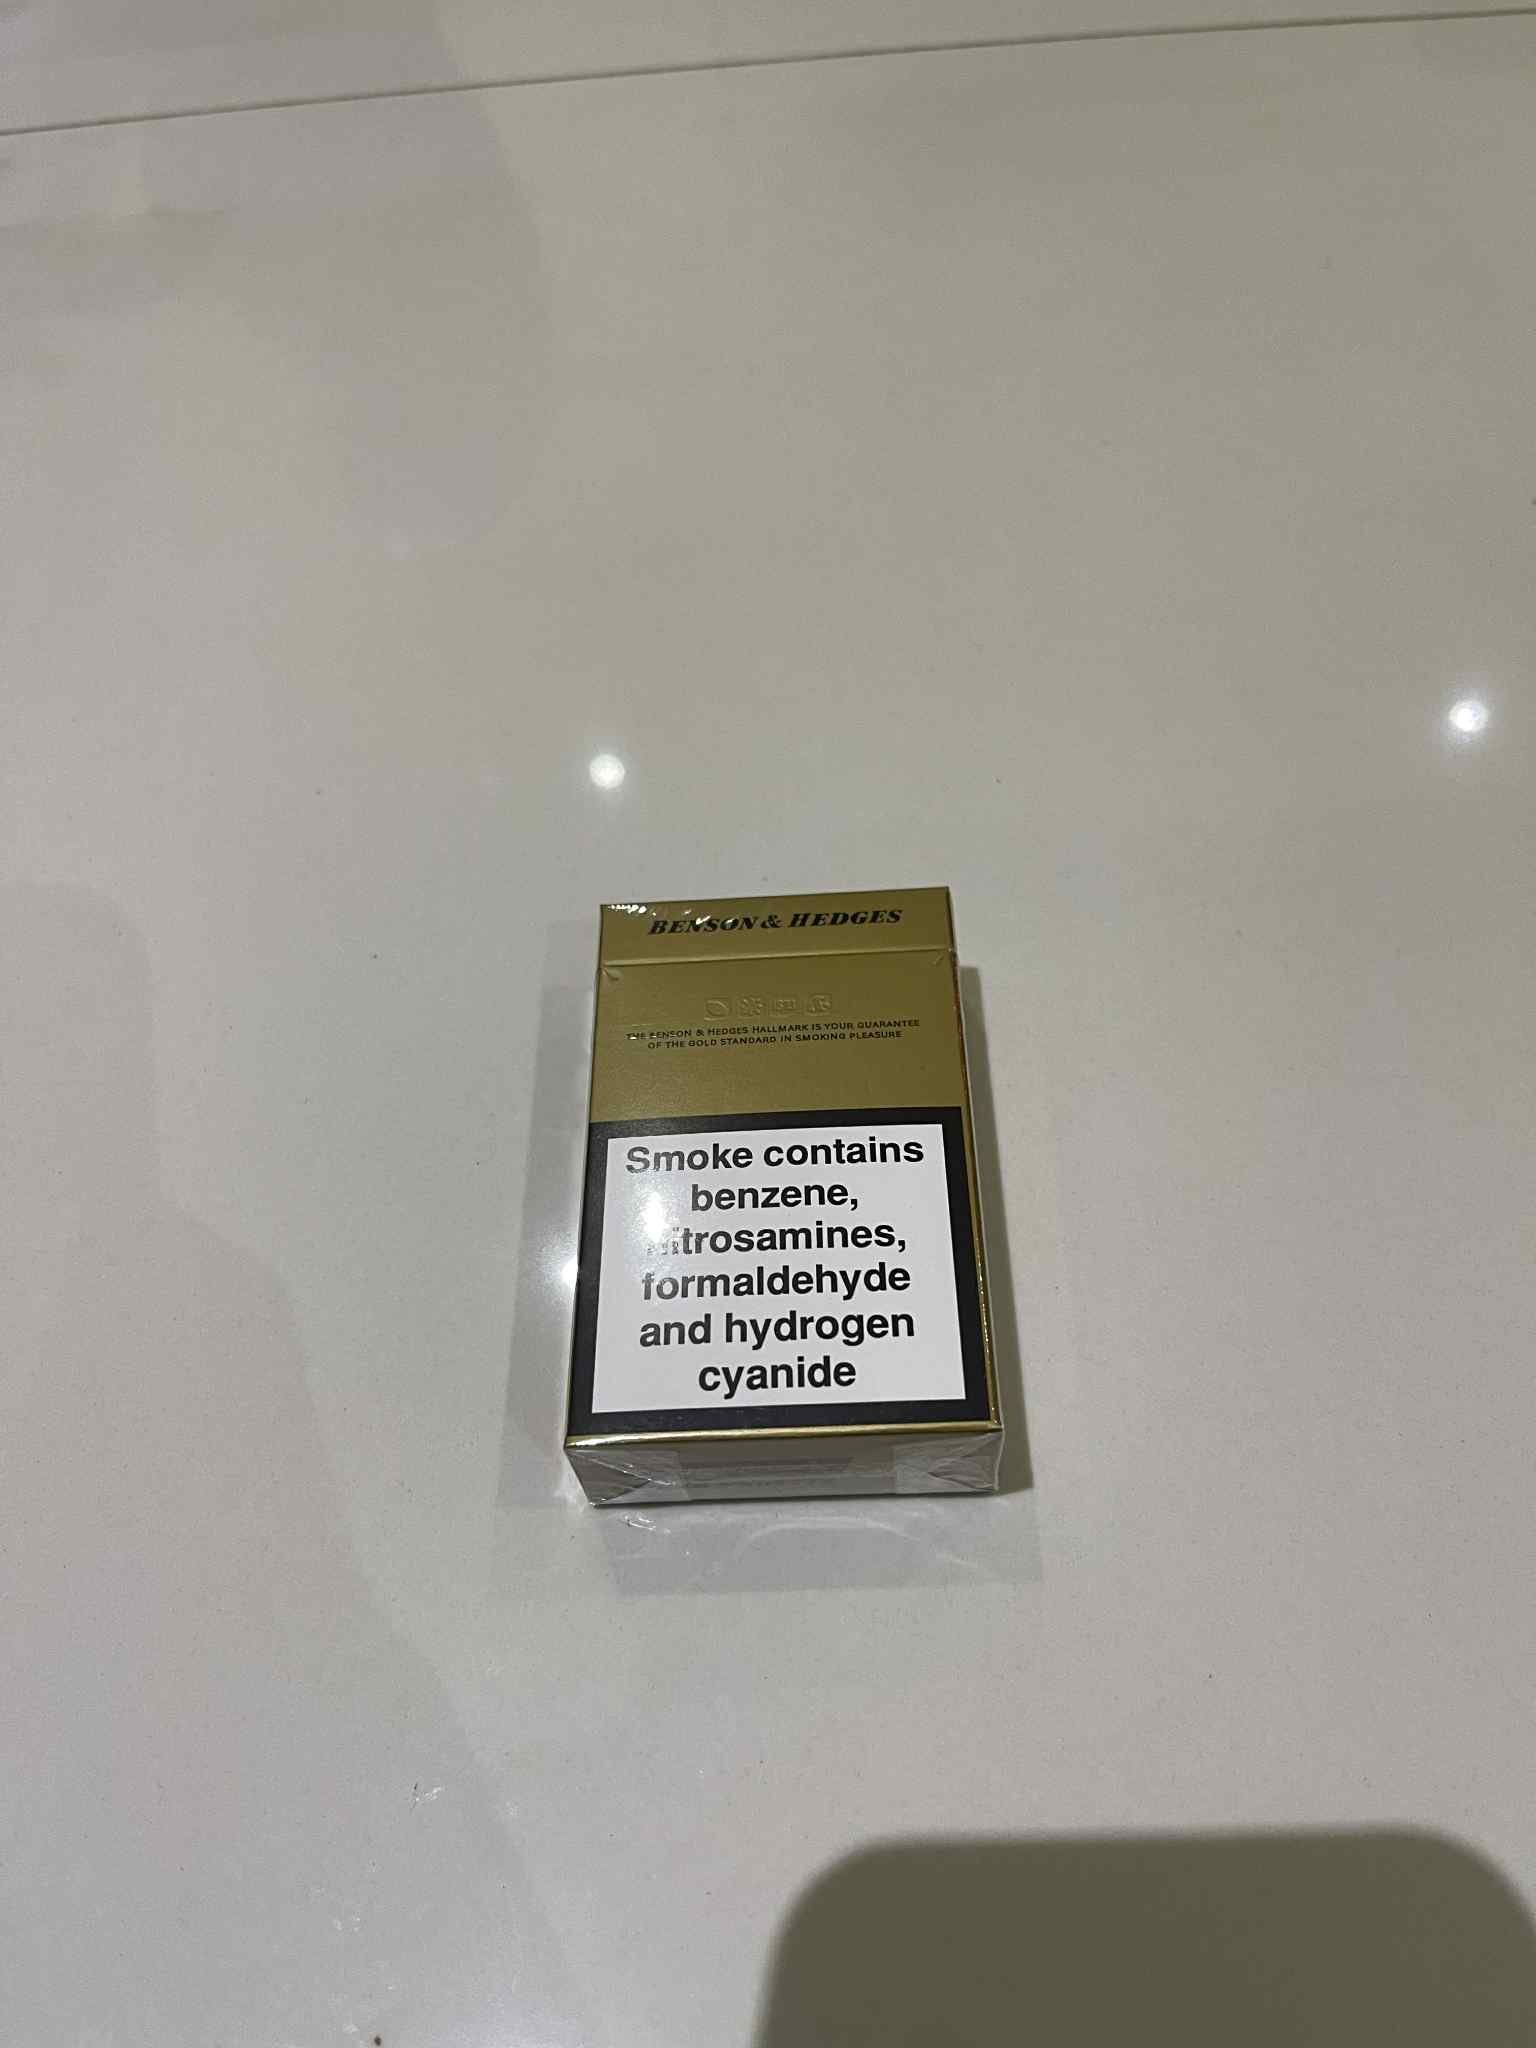 BENSON & HEDGES
THE BENSON & HEDGES HALLMARK IS YOUR GUARANTEE
OF THE GOLD STANDARD IN SMOKING PLEASURE
Smoke contains
benzene,
nitrosamines,
formaldehyde
and hydrogen
cyanide